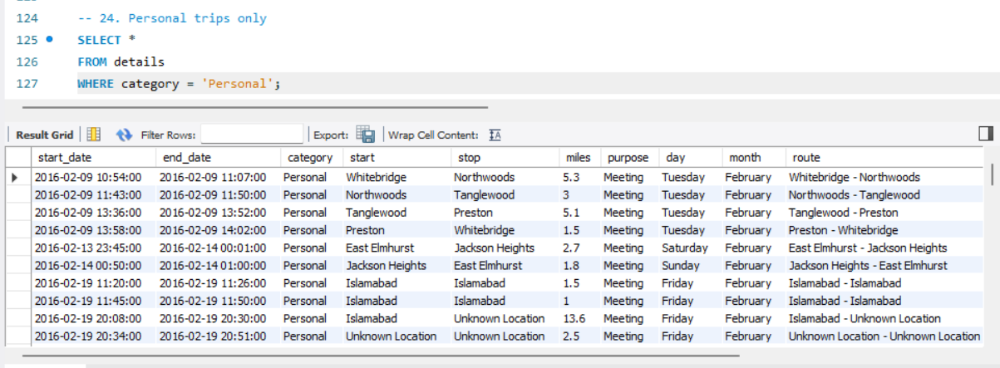 124 -- 24. Personal trips only
125 SELECT *
126 FROM details
127 WHERE category = 'Personal';
Result Grid Filter Rows: Export: Wrap Cell Content:
start_date end_date category start stop miles purpose day month route
2016-02-09 10:54:00 2016-02-09 11:07:00 Personal Whitebridge Northwoods 5.3 Meeting Tuesday February Whitebridge - Northwoods
2016-02-09 11:43:00 2016-02-09 11:50:00 Personal Northwoods Tanglewood 3 Meeting Tuesday February Northwoods - Tanglewood
2016-02-09 13:36:00 2016-02-09 13:52:00 Personal Tanglewood Preston 5.1 Meeting Tuesday February Tanglewood - Preston
2016-02-09 13:58:00 2016-02-09 14:02:00 Personal Preston Whitebridge 1.5 Meeting Tuesday February Preston - Whitebridge
2016-02-13 23:45:00 2016-02-14 00:01:00 Personal East Elmhurst Jackson Heights 2.7 Meeting Saturday February East Elmhurst - Jackson Heights
2016-02-14 00:50:00 2016-02-14 01:00:00 Personal Jackson Heights East Elmhurst 1.8 Meeting Sunday February Jackson Heights - East Elmhurst
2016-02-19 11:20:00 2016-02-19 11:26:00 Personal Islamabad Islamabad 1.5 Meeting Friday February Islamabad - Islamabad
2016-02-19 11:45:00 2016-02-19 11:50:00 Personal Islamabad Islamabad 1 Meeting Friday February Islamabad - Islamabad
2016-02-19 20:08:00 2016-02-19 20:30:00 Personal Islamabad Unknown Location 13.6 Meeting Friday February Islamabad - Unknown Location
2016-02-19 20:34:00 2016-02-19 20:51:00 Personal Unknown Location Unknown Location 2.5 Meeting Friday February Unknown Location - Unknown Location